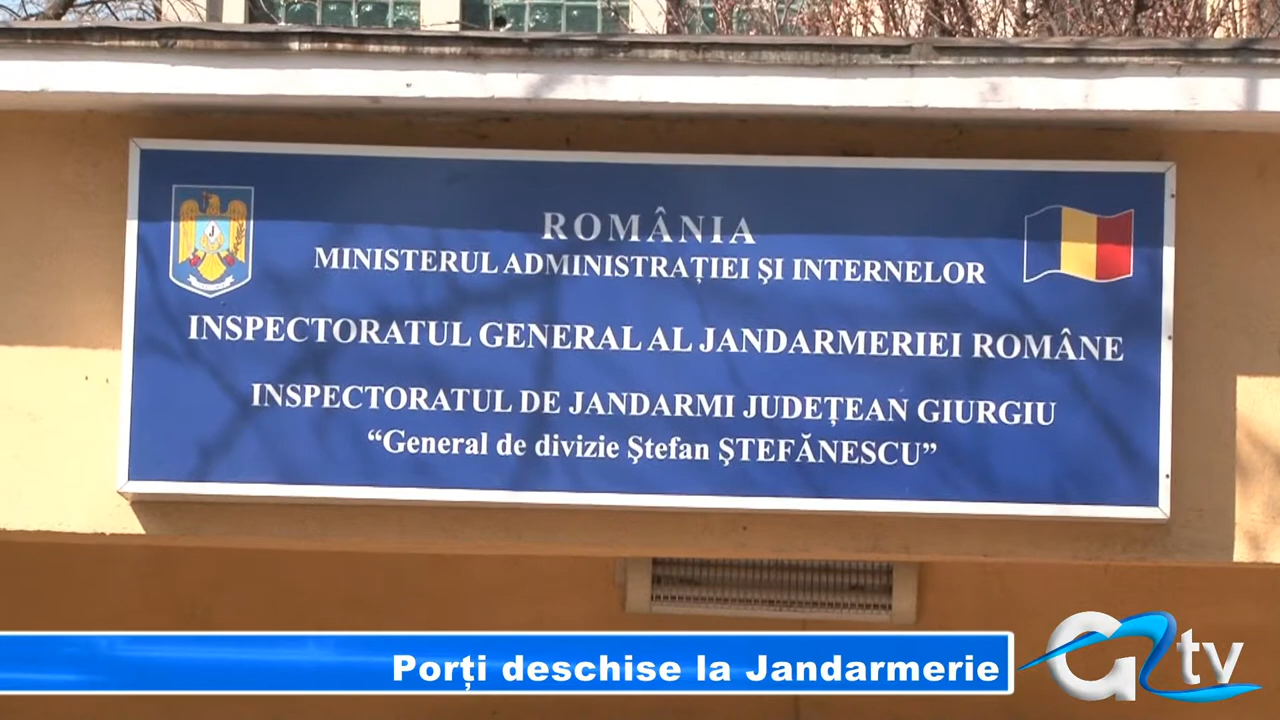 ROMÂNIA
MINISTERUL ADMINISTRAȚIEI ŞI INTERNELOR
INSPECTORATUL GENERAL AL JANDARMERIEI ROMÂNE
INSPECTORATUL DE JANDARMI JUDEȚEAN GIURGIU
“General de divizie Ştefan ŞTEFĂNESCU”
Porți deschise la Jandarmerie
G2 tv